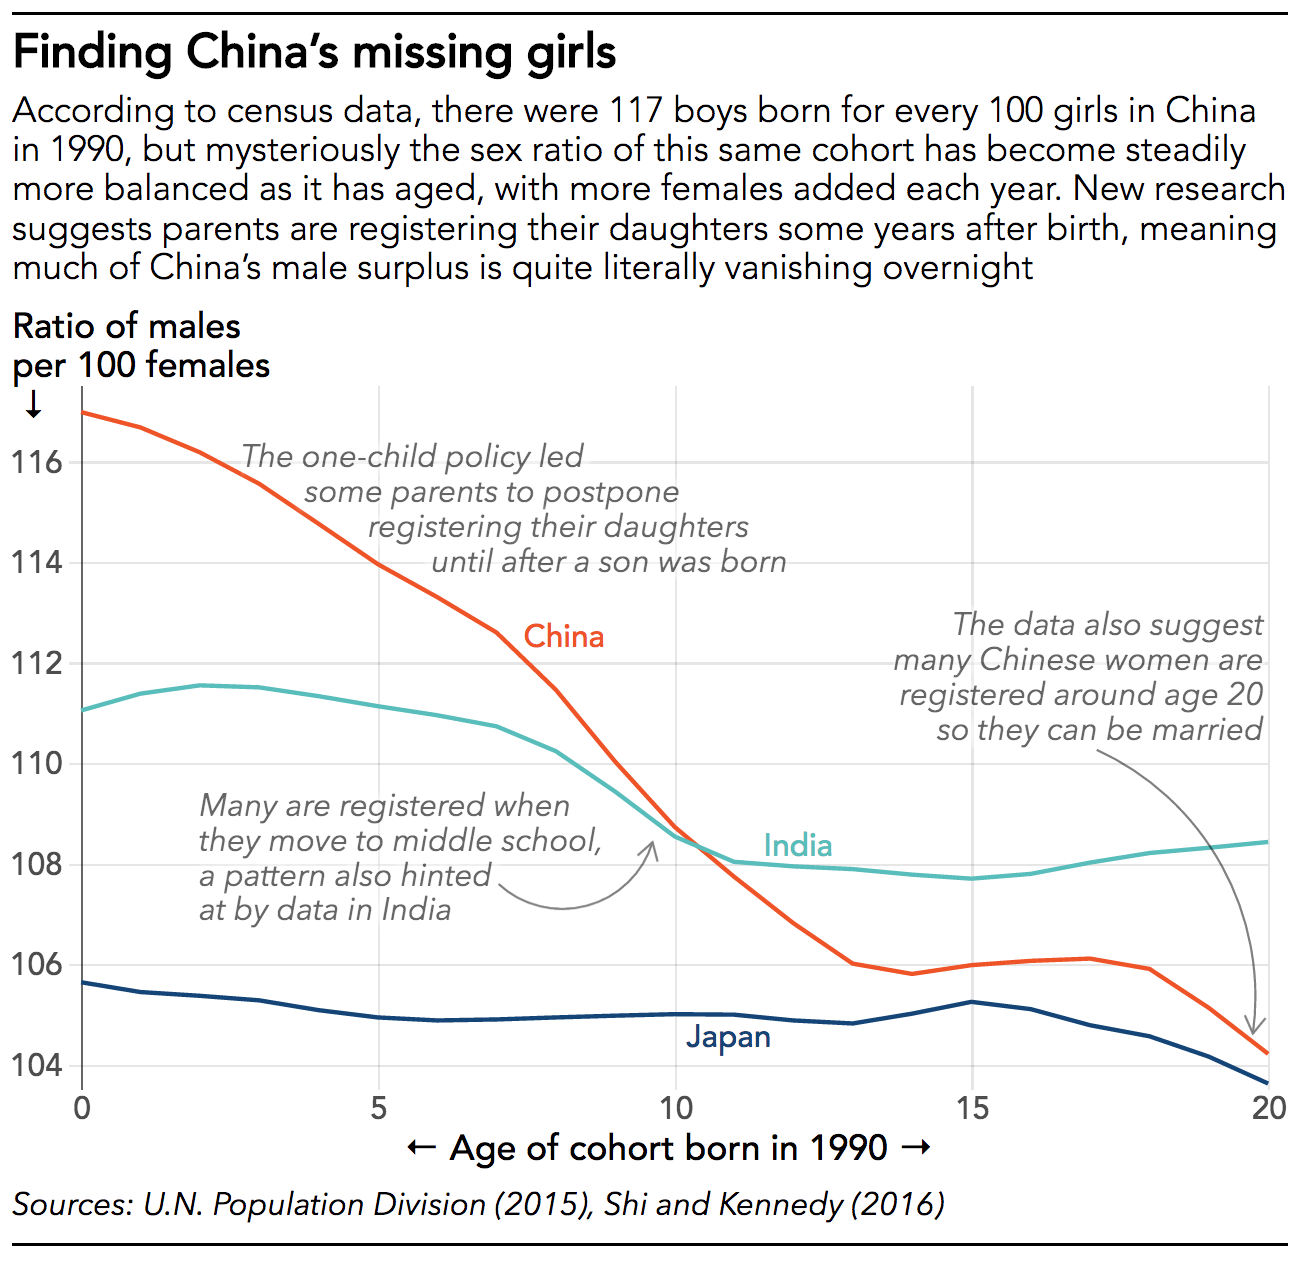 Finding China's missing girls
According to census data, there were 117 boys born for every 100 girls in China
in 1990, but mysteriously the sex ratio of this same cohort has become steadily
more balanced as it has aged, with more females added each year. New research
suggests parents are registering their daughters some years after birth, meaning
much of China's male surplus is quite literally vanishing overnight
Ratio of males
per 100 females
↓
116
The one-child policy led
some parents to postpone
registering their daughters
until after a son was born
114
China
The data also suggest
many Chinese women are
registered around age 20
so they can be married
112
110
Many are registered when
they move to middle school,
a pattern also hinted
at by data in India
India
108
106
Japan
104
0 5 10 15 20
← Age of cohort born in 1990 →
Sources: U.N. Population Division (2015), Shi and Kennedy (2016)